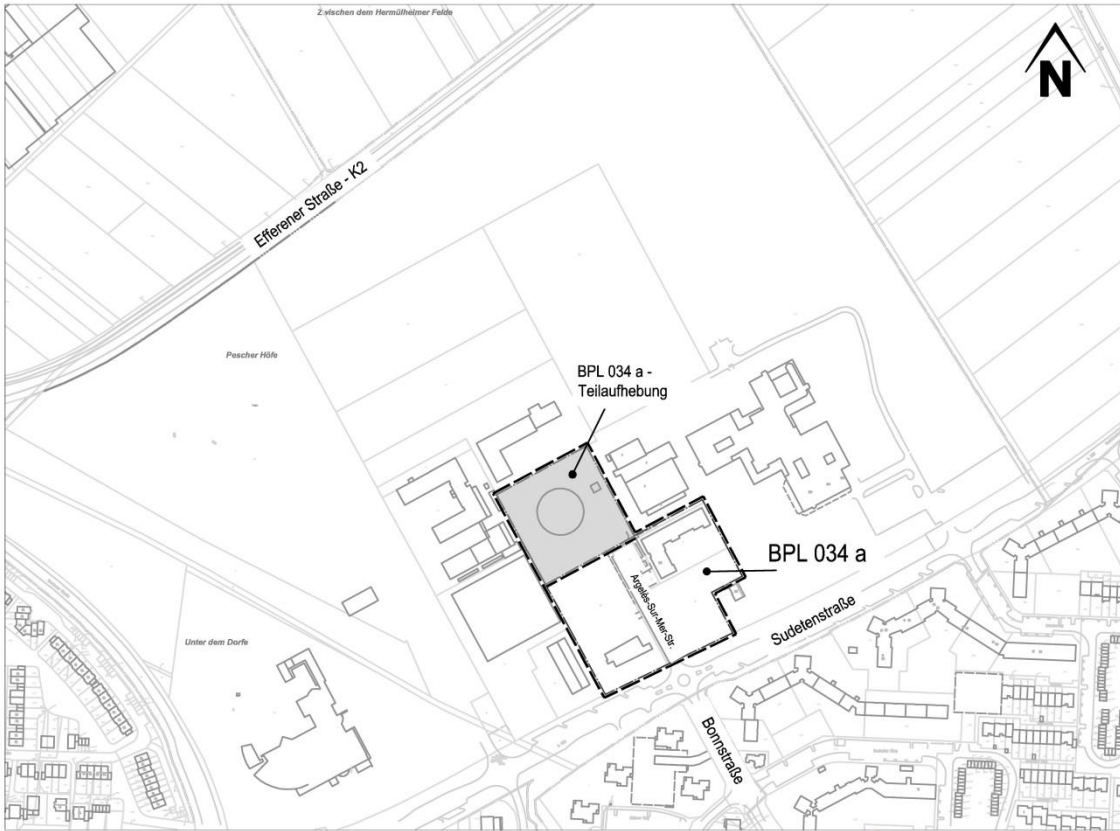 Zwischen dem Hermülheimer Felde
N
Efferener Straße - K2
Pescher Höfe
BPL 034 a -
Teilaufhebung
BPL 034 a
Argelès-Sur-Mer-Str.
Sudetenstraße
Unter dem Dorfe
Bonnstraße